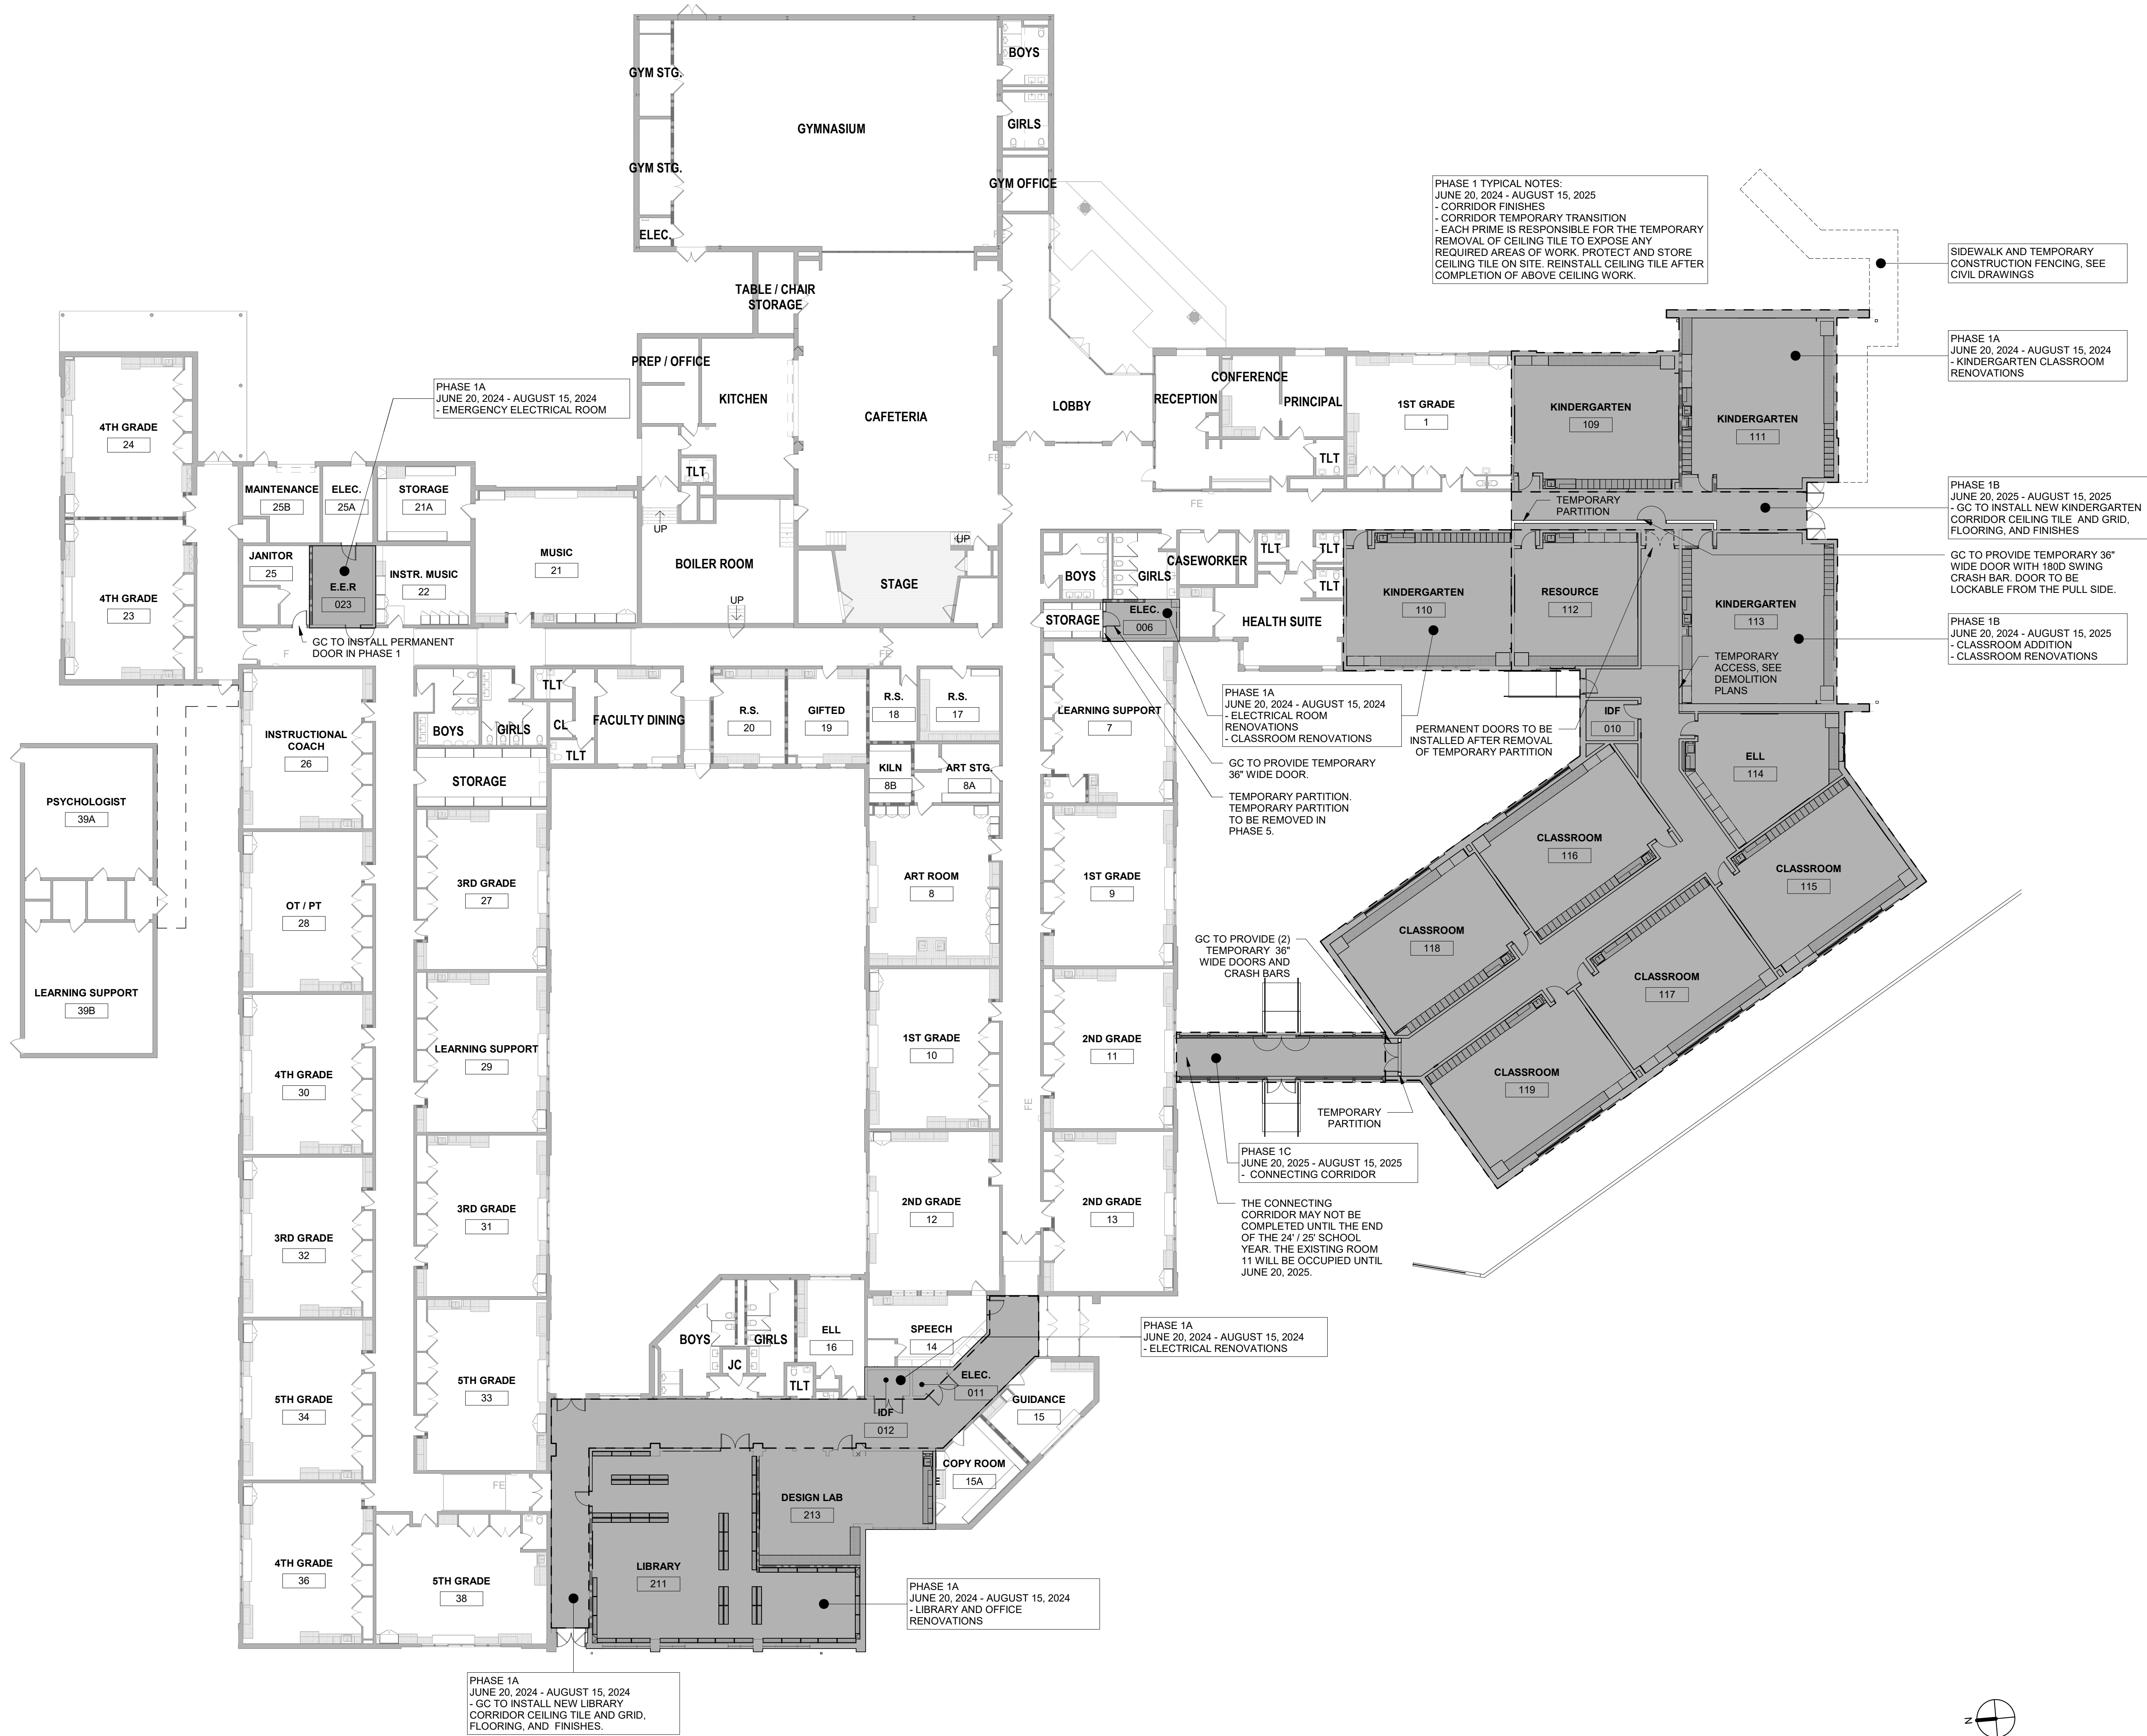 BOYS
GYM STG.
GYMNASIUM
GIRLS
GYM STG.
GYM OFFICE
ELEC.
FE
PHASE 1 TYPICAL NOTES:
JUNE 20, 2024 - AUGUST 15, 2025
- CORRIDOR FINISHES
- CORRIDOR TEMPORARY TRANSITION
- EACH PRIME IS RESPONSIBLE FOR THE TEMPORARY
REMOVAL OF CEILING TILE TO EXPOSE ANY
REQUIRED AREAS OF WORK. PROTECT AND STORE
CEILING TILE ON SITE. REINSTALL CEILING TILE AFTER
COMPLETION OF ABOVE CEILING WORK.
SIDEWALK AND TEMPORARY
CONSTRUCTION FENCING, SEE
CIVIL DRAWINGS
TABLE / CHAIR
STORAGE
PHASE 1A
JUNE 20, 2024 - AUGUST 15, 2024
- KINDERGARTEN CLASSROOM
RENOVATIONS
PREP / OFFICE
KITCHEN
CAFETERIA
LOBBY
RECEPTION
CONFERENCE
PRINCIPAL
TLT
1ST GRADE
1
KINDERGARTEN
109
KINDERGARTEN
111
PHASE 1A
JUNE 20, 2024 - AUGUST 15, 2024
- EMERGENCY ELECTRICAL ROOM
4TH GRADE
24
FE
TLT
MAINTENANCE
25B
ELEC.
25A
STORAGE
21A
UP
FE
TEMPORARY
PARTITION
PHASE 1B
JUNE 20, 2025 - AUGUST 15, 2025
- GC TO INSTALL NEW KINDERGARTEN
CORRIDOR CEILING TILE  AND GRID,
FLOORING, AND FINISHES
JANITOR
25
E.E.R
023
INSTR. MUSIC
22
MUSIC
21
BOILER ROOM
UP
STAGE
UP
BOYS
GIRLS
CASEWORKER
TLT
TLT
TLT
HEALTH SUITE
STORAGE
ELEC.
006
KINDERGARTEN
110
RESOURCE
112
KINDERGARTEN
113
GC TO PROVIDE TEMPORARY 36"
WIDE DOOR WITH 180D SWING
CRASH BAR. DOOR TO BE
LOCKABLE FROM THE PULL SIDE.
PHASE 1B
JUNE 20, 2024 - AUGUST 15, 2025
- CLASSROOM ADDITION
- CLASSROOM RENOVATIONS
4TH GRADE
23
GC TO INSTALL PERMANENT
DOOR IN PHASE 1
F
FE
TEMPORARY
ACCESS, SEE
DEMOLITION
PLANS
PHASE 1A
JUNE 20, 2024 - AUGUST 15, 2024
- ELECTRICAL ROOM
RENOVATIONS
- CLASSROOM RENOVATIONS
PERMANENT DOORS TO BE
INSTALLED AFTER REMOVAL
OF TEMPORARY PARTITION
GC TO PROVIDE TEMPORARY
36" WIDE DOOR.
TEMPORARY PARTITION.
TEMPORARY PARTITION
TO BE REMOVED IN
PHASE 5.
INSTRUCTIONAL
COACH
26
BOYS
GIRLS
TLT
CL
TLT
FACULTY DINING
R.S.
20
GIFTED
19
R.S.
18
R.S.
17
LEARNING SUPPORT
7
IDF
010
ELL
114
STORAGE
KILN
8B
ART STG.
8A
PSYCHOLOGIST
39A
3RD GRADE
27
ART ROOM
8
1ST GRADE
9
CLASSROOM
116
CLASSROOM
115
OT / PT
28
CLASSROOM
118
CLASSROOM
117
GC TO PROVIDE (2)
TEMPORARY  36"
WIDE DOORS AND
CRASH BARS
LEARNING SUPPORT
39B
4TH GRADE
30
LEARNING SUPPORT
29
1ST GRADE
10
2ND GRADE
11
CLASSROOM
119
FE
TEMPORARY
PARTITION
PHASE 1C
JUNE 20, 2025 - AUGUST 15, 2025
-  CONNECTING CORRIDOR
THE CONNECTING
CORRIDOR MAY NOT BE
COMPLETED UNTIL THE END
OF THE 24' / 25' SCHOOL
YEAR. THE EXISTING ROOM
11 WILL BE OCCUPIED UNTIL
JUNE 20, 2025.
3RD GRADE
32
3RD GRADE
31
2ND GRADE
12
2ND GRADE
13
BOYS
GIRLS
JC
TLT
ELL
16
SPEECH
14
ELEC.
011
IDF
012
GUIDANCE
15
PHASE 1A
JUNE 20, 2024 - AUGUST 15, 2024
- ELECTRICAL RENOVATIONS
5TH GRADE
34
5TH GRADE
33
COPY ROOM
15A
E
FE
DESIGN LAB
213
LIBRARY
211
4TH GRADE
36
5TH GRADE
38
PHASE 1A
JUNE 20, 2024 - AUGUST 15, 2024
- LIBRARY AND OFFICE
RENOVATIONS
PHASE 1A
JUNE 20, 2024 - AUGUST 15, 2024
- GC TO INSTALL NEW LIBRARY
CORRIDOR CEILING TILE AND GRID,
FLOORING, AND  FINISHES.
N